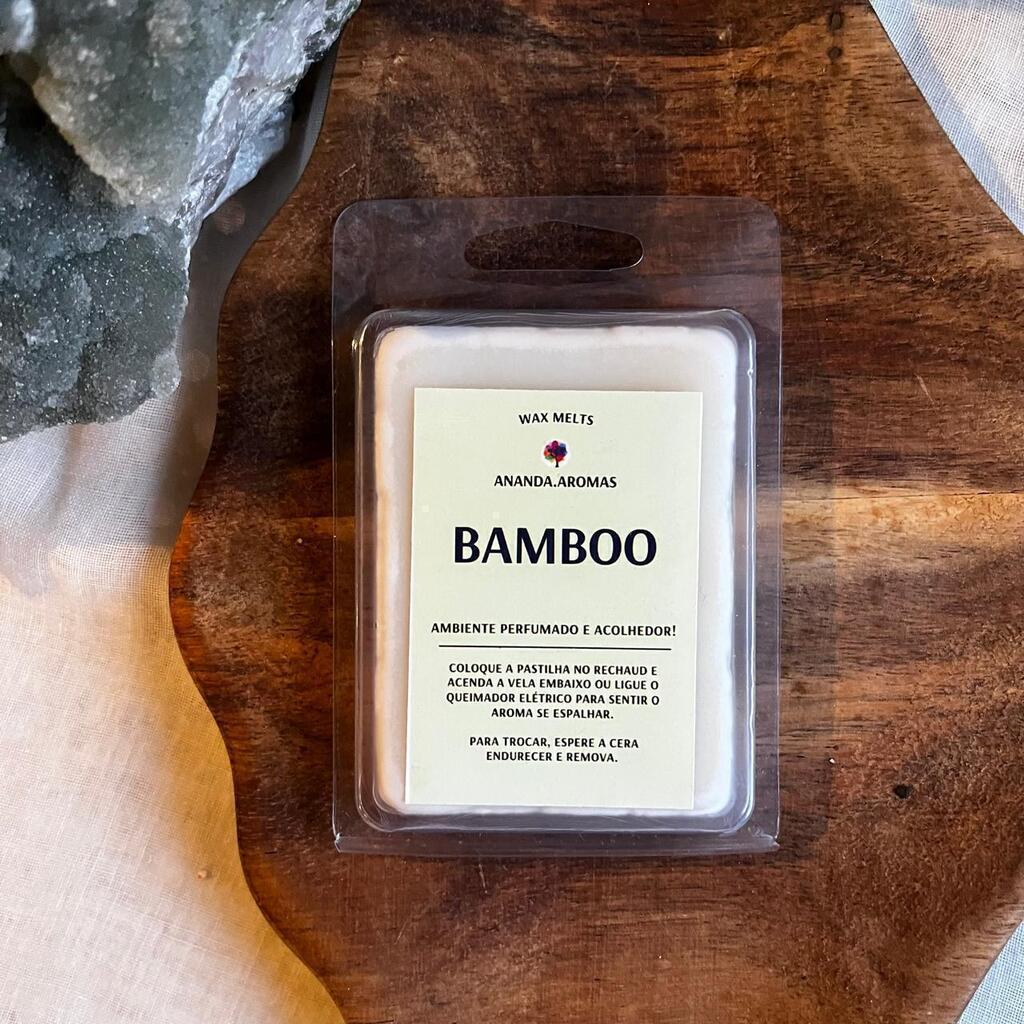 WAX MELTS
ANANDA.AROMAS
BAMBOO
AMBIENTE PERFUMADO E ACOLHEDOR!
COLOQUE A PASTILHA NO RECHAUD E
ACENDA A VELA EMBAIXO OU LIGUE O
QUEIMADOR ELÉTRICO PARA SENTIR O
AROMA SE ESPALHAR.
PARA TROCAR, ESPERE A CERA
ENDURECER E REMOVA.